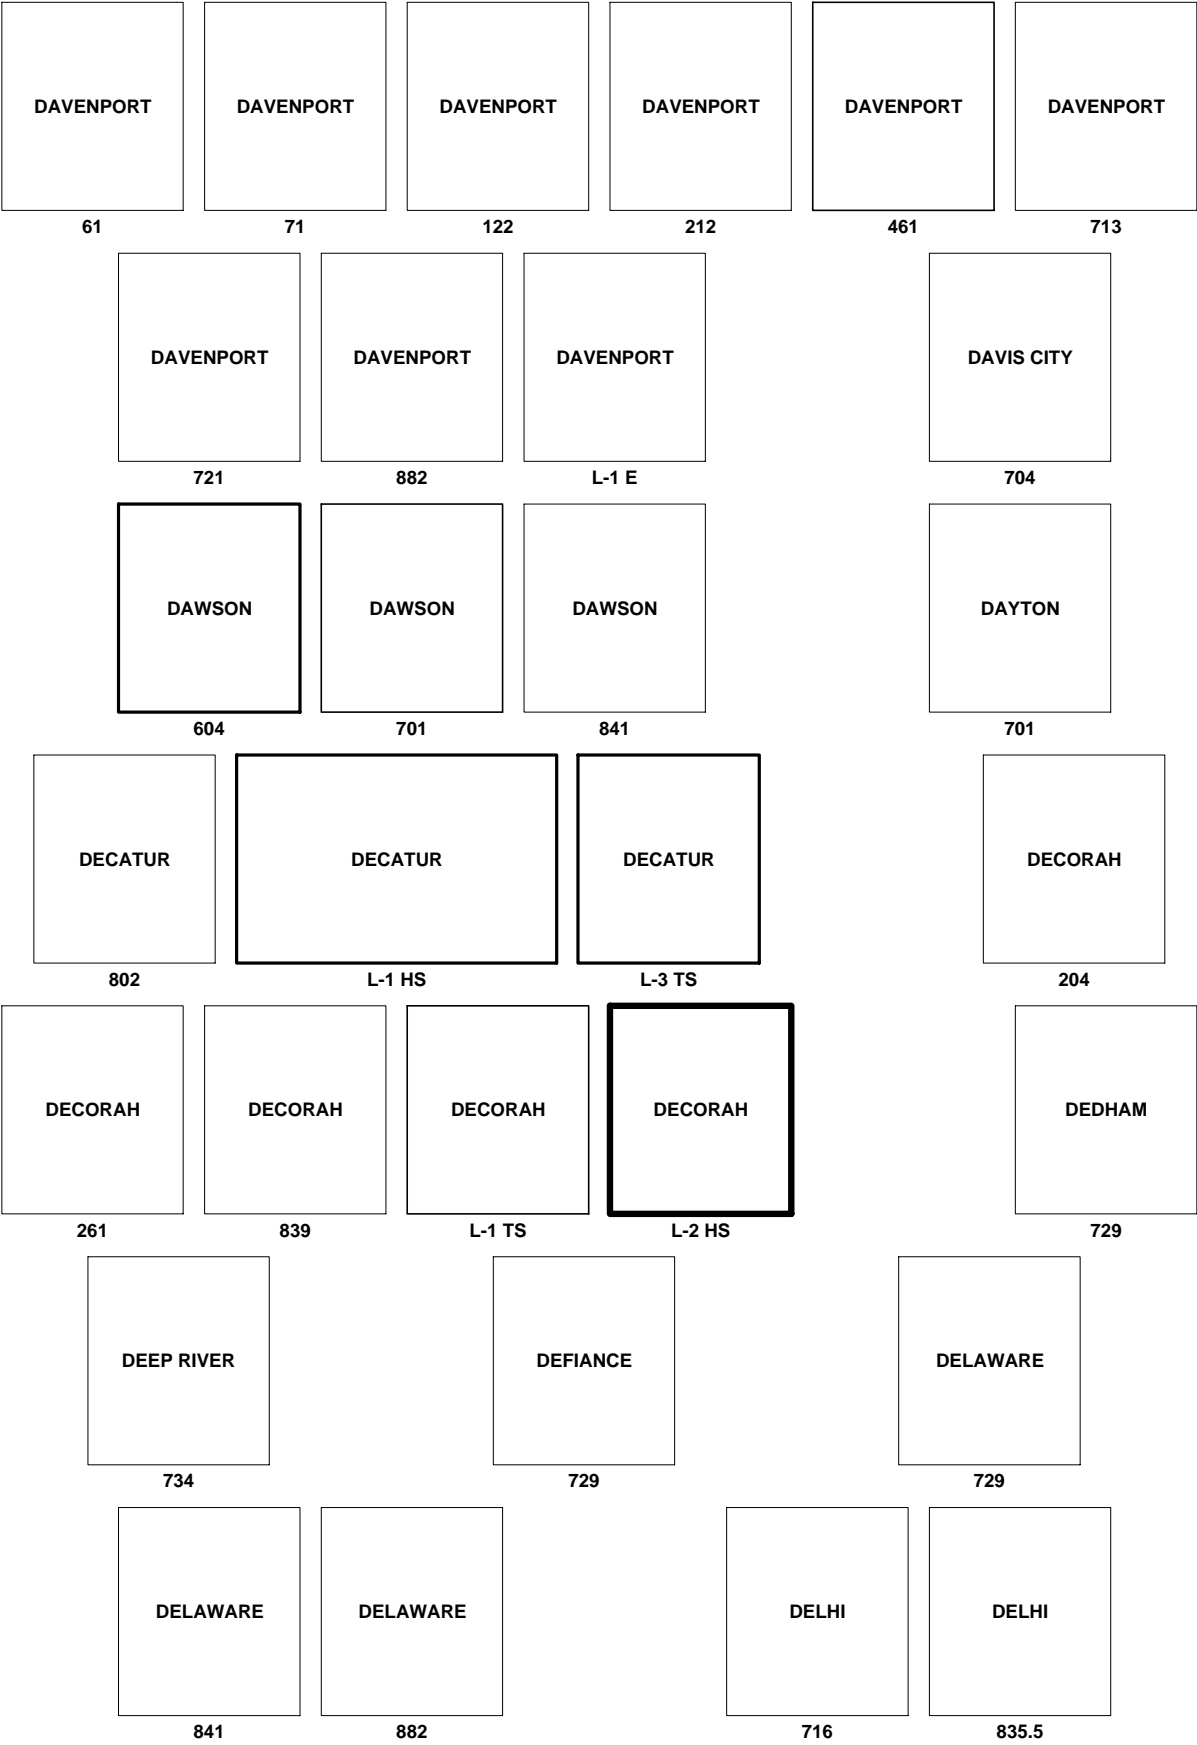 DAVENPORT DAVENPORT DAVENPORT DAVENPORT DAVENPORT DAVENPORT
61 71 122 212 461 713
DAVENPORT DAVENPORT DAVENPORT DAVIS CITY
721 882 L-1 E 704
DAWSON DAWSON DAWSON DAYTON
604 701 841 701
DECATUR DECATUR DECATUR DECORAH
802 L-1 HS L-3 TS 204
DECORAH DECORAH DECORAH DECORAH DEDHAM
261 839 L-1 TS L-2 HS 729
DEEP RIVER DEFIANCE DELAWARE
734 729 729
DELAWARE DELAWARE DELHI DELHI
841 882 716 835.5